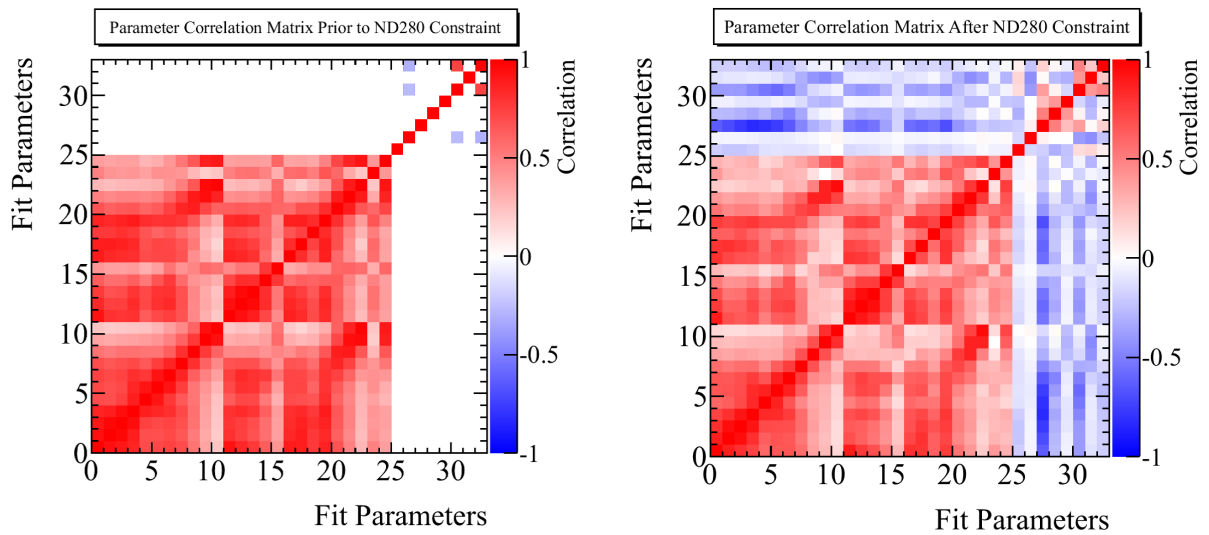 Parameter Correlation Matrix Prior to ND280 Constraint
Fit Parameters
30
25
20
15
10
5
0
0 5 10 15 20 25 30
Fit Parameters
1
0.5
0
-0.5
-1
Correlation
Parameter Correlation Matrix After ND280 Constraint
Fit Parameters
30
25
20
15
10
5
0
0 5 10 15 20 25 30
Fit Parameters
1
0.5
0
-0.5
-1
Correlation